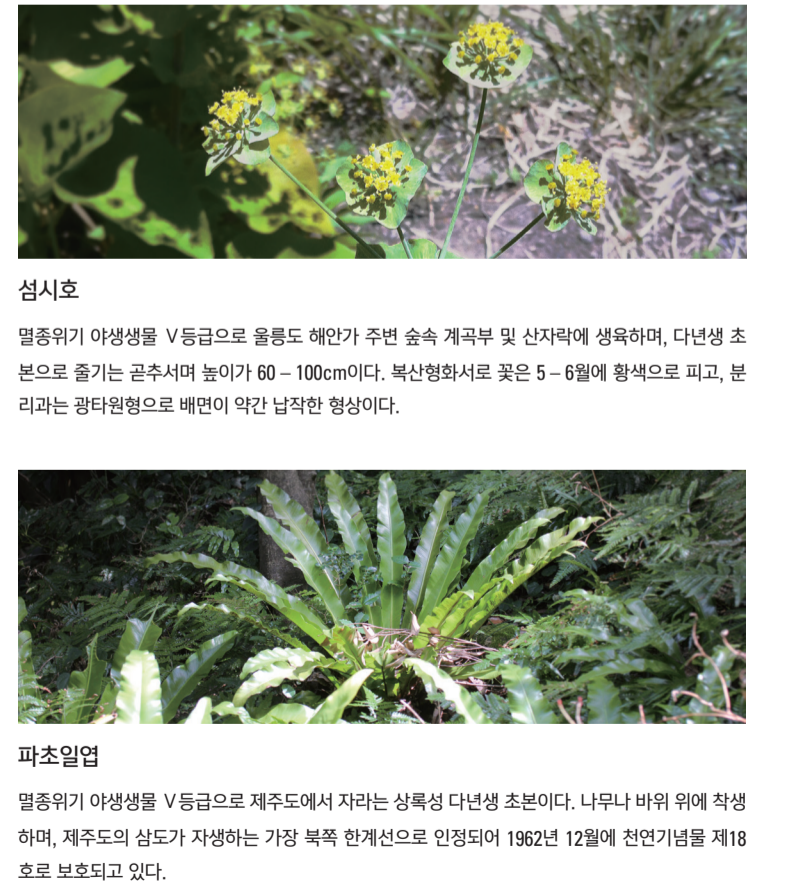 섬시호
멸종위기 야생생물 Ⅴ등급으로 울릉도 해안가 주변 숲속 계곡부 및 산자락에 생육하며, 다년생 초
본으로 줄기는 곧추서며 높이가 60 – 100cm이다. 복산형화서로 꽃은 5 – 6월에 황색으로 피고, 분
리과는 광타원형으로 배면이 약간 납작한 형상이다.
파초일엽
멸종위기 야생생물 Ⅴ등급으로 제주도에서 자라는 상록성 다년생 초본이다. 나무나 바위 위에 착생
하며, 제주도의 삼도가 자생하는 가장 북쪽 한계선으로 인정되어 1962년 12월에 천연기념물 제18
호로 보호되고 있다.